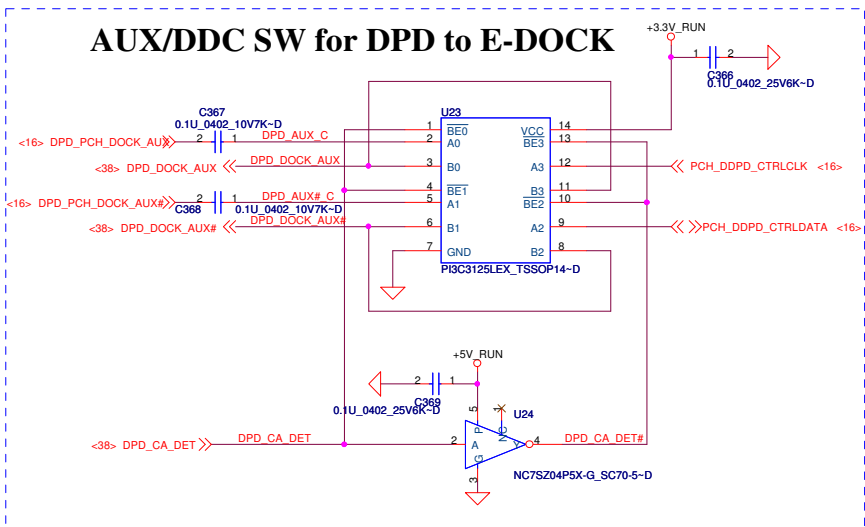 AUX/DDC SW for DPD to E-DOCK
+3.3V_RUN
1 2
C366
0.1U_0402_25V6K~D
U23
C367
0.1U_0402_10V7K~D
<16> DPD_PCH_DOCK_AUX 2 1 DPD_AUX_C
<38> DPD_DOCK_AUX DPD_DOCK_AUX
<16> DPD_PCH_DOCK_AUX# 2 1 DPD_AUX#_C
C368 0.1U_0402_10V7K~D
<38> DPD_DOCK_AUX# DPD_DOCK_AUX#
1 BE0 VCC 14
2 A0 BE3 13
3 B0 A3 12
4 BE1 B3 11
5 A1 BE2 10
6 B1 A2 9
7 GND B2 8
PI3C3125LEX_TSSOP14~D
PCH_DDPD_CTRLCLK <16>
PCH_DDPD_CTRLDATA <16>
+5V_RUN
2 1
C369
0.1U_0402_25V6K~D
U24
<38> DPD_CA_DET DPD_CA_DET
5 P 1 NC
2 A Y 4
G 3
DPD_CA_DET#
NC7SZ04P5X-G_SC70-5~D